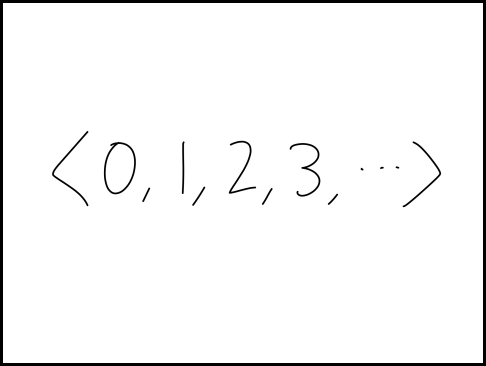 <0, 1, 2, 3, ...>